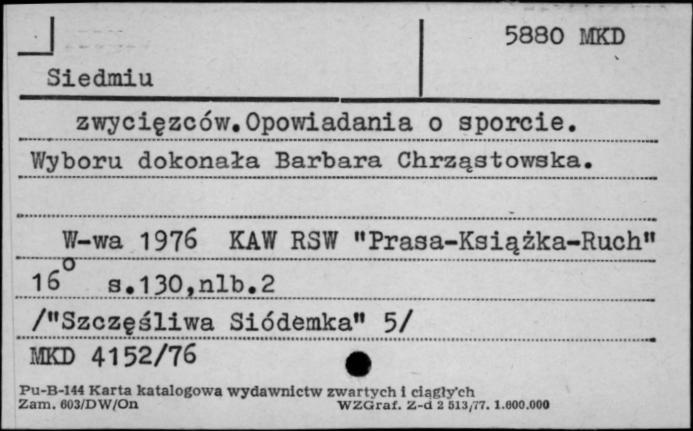 5880 MKD
Siedmiu
zwycięzców.Opowiadania o sporcie.
Wyboru dokonała Barbara Chrząstowska.
W-wa 1976 KAW RSW "Prasa-Książka-Ruch"
16° s.130,nlb.2
/"Szczęśliwa Siódemka" 5/
MKD 4152/76
Pu-B-144 Karta katalogowa wydawnictw zwartych i ciągły'ch
Zam. 603/DW/On WZGraf. Z-d 2 513/77. 1.600.000